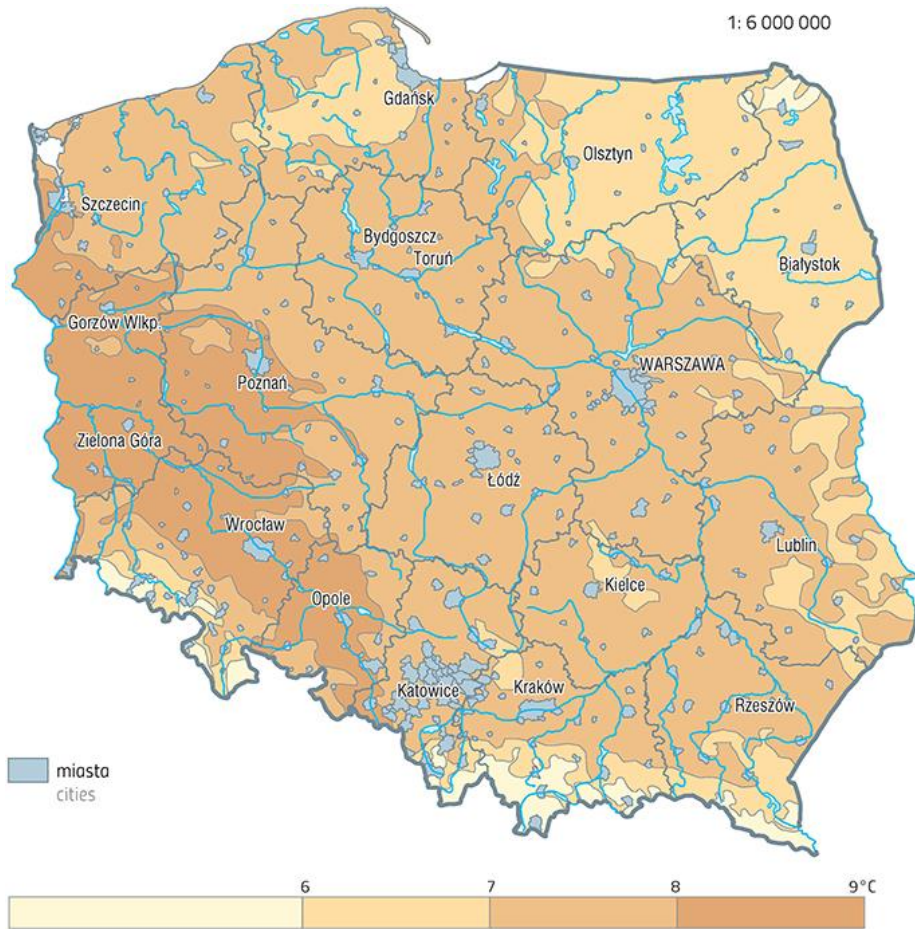 1: 6 000 000
Gdańsk
Olsztyn
Szczecin
Bydgoszcz
Toruń
Białystok
Gorzów Wlkp.
Poznań
WARSZAWA
Zielona Góra
Łódź
Wrocław
Lublin
Kielce
Opole
Katowice
Kraków
Rzeszów
miasta
cities
6 7 8 9°C